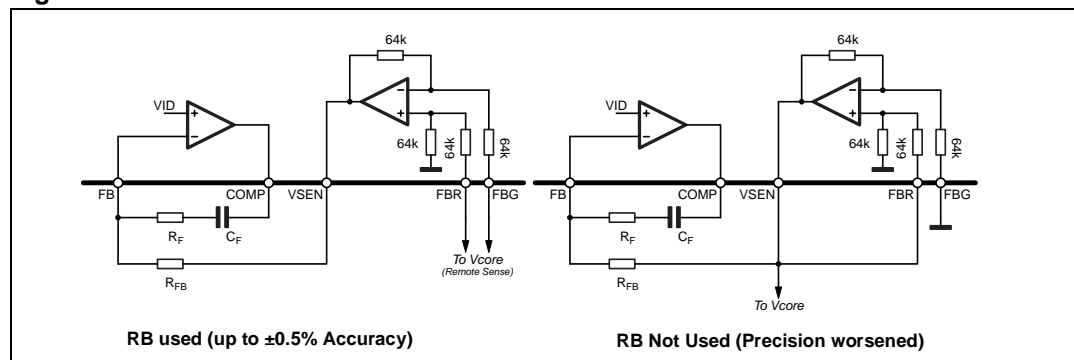 64k
VID
64k
64k
64k
FB
COMP
VSEN
FBR
FBG
RF
CF
RFB
To Vcore
(Remote Sense)
RB used (up to ±0.5% Accuracy)
64k
VID
64k
64k
64k
FB
COMP
VSEN
FBR
FBG
RF
CF
RFB
To Vcore
RB Not Used (Precision worsened)